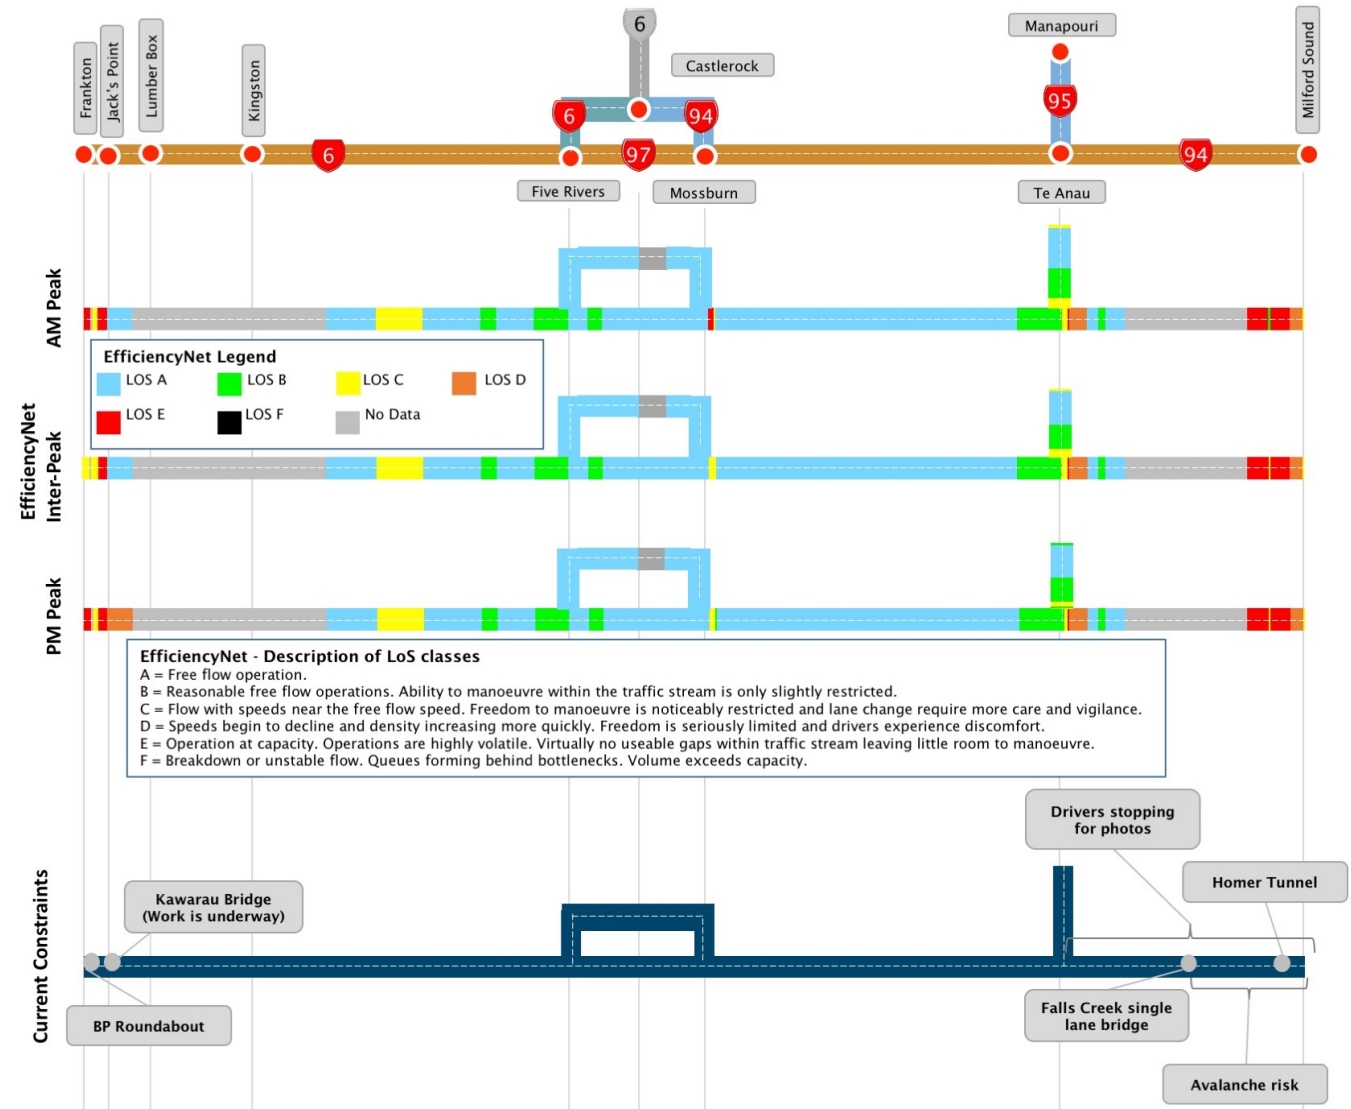 Frankton
Jack's Point
Lumber Box
Kingston
6
Castlerock
Manapouri
Milford Sound
6
94
95
6
97
94
Five Rivers
Mossburn
Te Anau
AM Peak
EfficiencyNet Legend
LOS A
LOS B
LOS C
LOS D
LOS E
LOS F
No Data
EfficiencyNet
Inter-Peak
PM Peak
EfficiencyNet - Description of LoS classes
A = Free flow operation.
B = Reasonable free flow operations. Ability to manoeuvre within the traffic stream is only slightly restricted.
C = Flow with speeds near the free flow speed. Freedom to manoeuvre is noticeably restricted and lane change require more care and vigilance.
D = Speeds begin to decline and density increasing more quickly. Freedom is seriously limited and drivers experience discomfort.
E = Operation at capacity. Operations are highly volatile. Virtually no useable gaps within traffic stream leaving little room to manoeuvre.
F = Breakdown or unstable flow. Queues forming behind bottlenecks. Volume exceeds capacity.
Current Constraints
Drivers stopping
for photos
Homer Tunnel
Kawarau Bridge
(Work is underway)
BP Roundabout
Falls Creek single
lane bridge
Avalanche risk